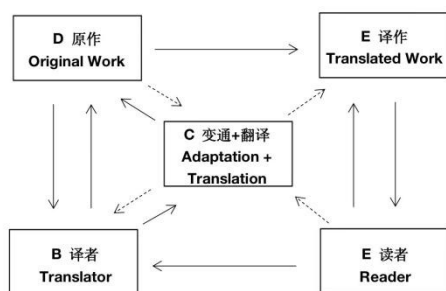 D 原作
Original Work
E 译作
Translated Work
C 变通+翻译
Adaptation +
Translation
B 译者
Translator
E 读者
Reader